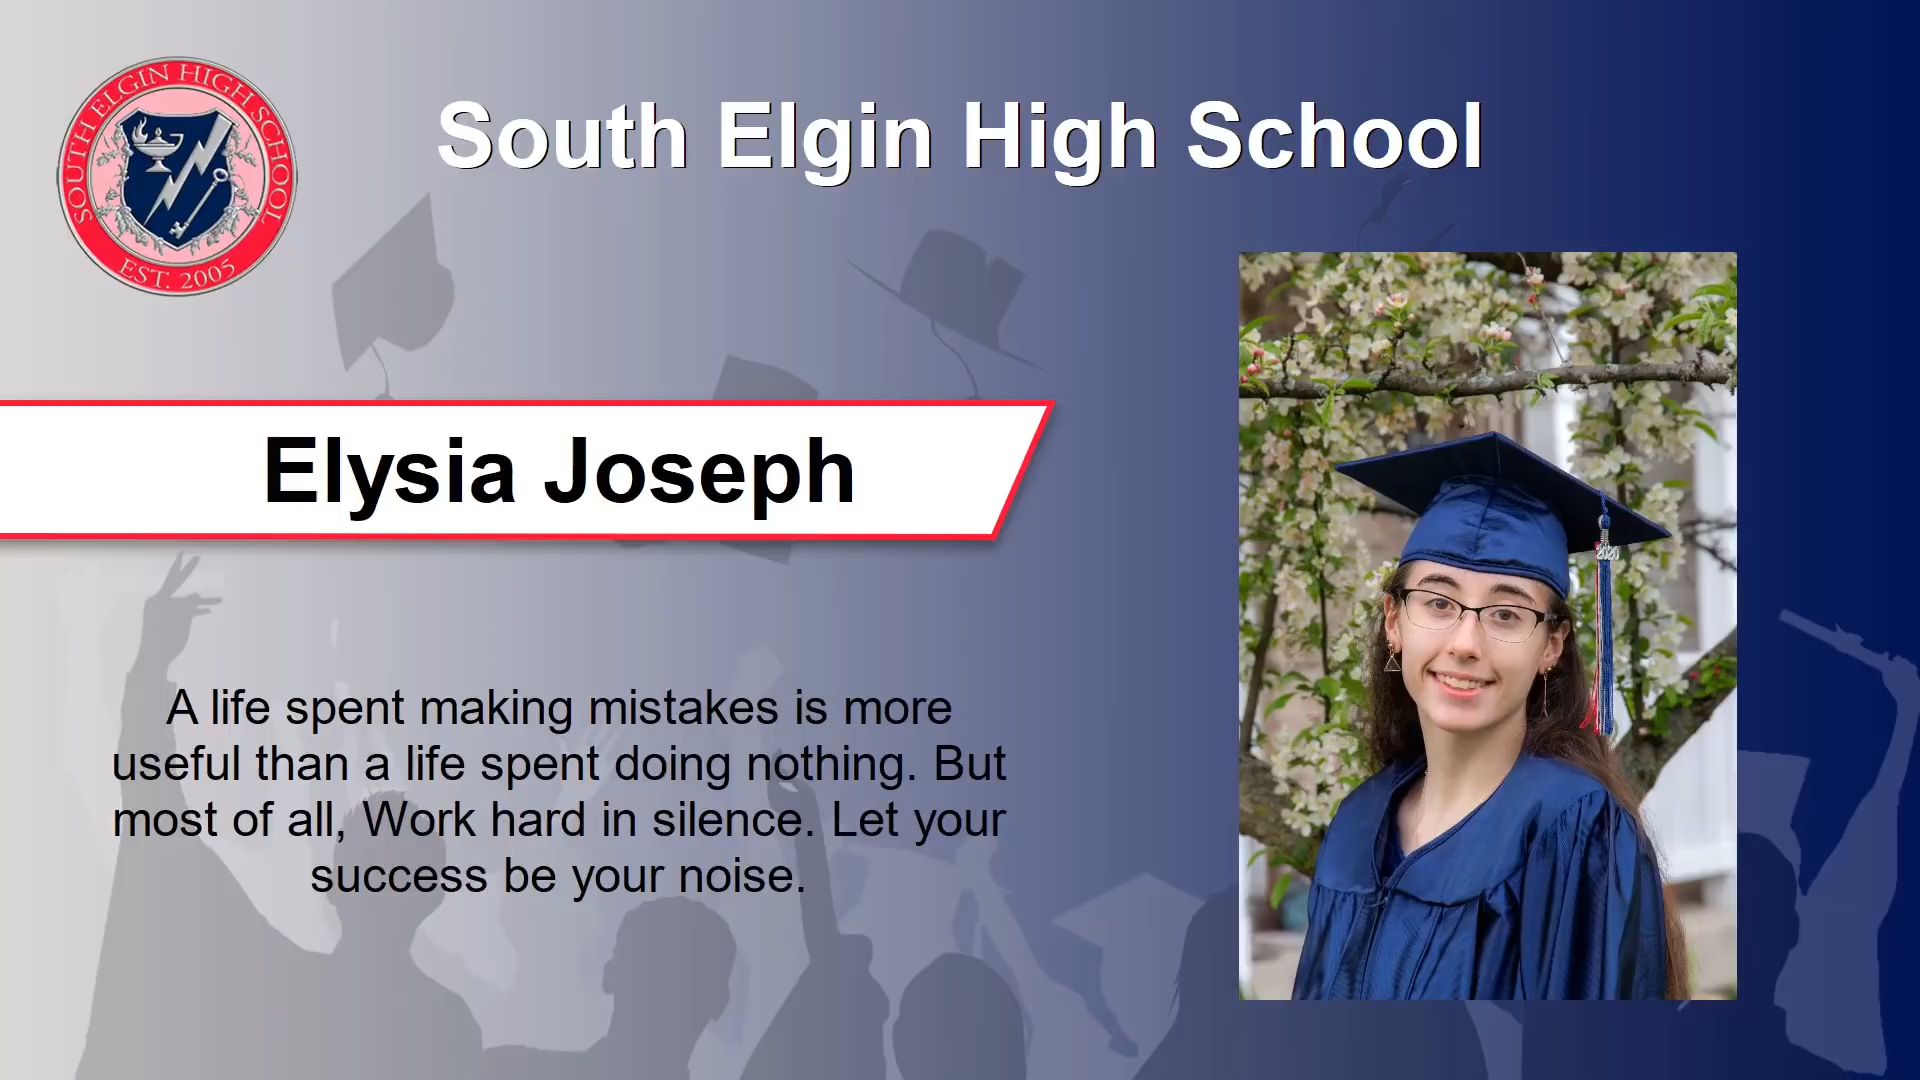 SOUTH ELGIN HIGH SCHOOL
EST. 2005
South Elgin High School
Elysia Joseph
2020
A life spent making mistakes is more
useful than a life spent doing nothing. But
most of all, Work hard in silence. Let your
success be your noise.